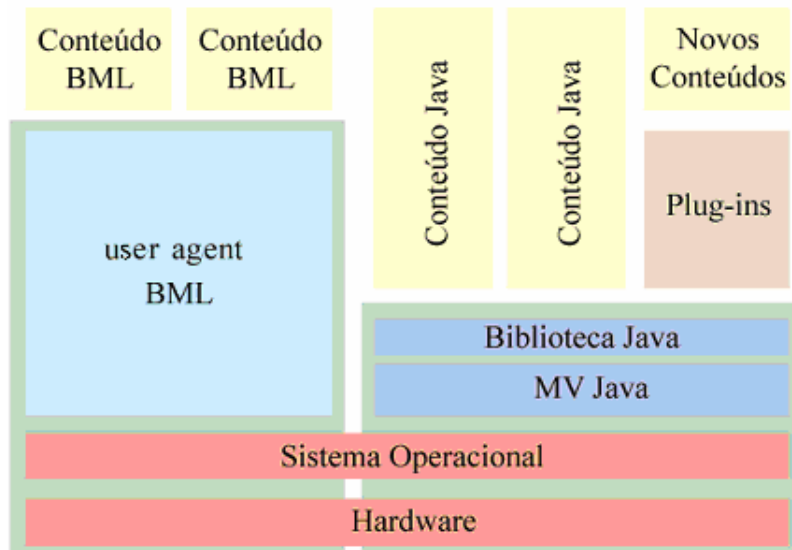 Conteúdo
BML
Conteúdo
BML
Conteúdo Java
Conteúdo Java
Novos
Conteúdos
Plug-ins
user agent
BML
Biblioteca Java
MV Java
Sistema Operacional
Hardware